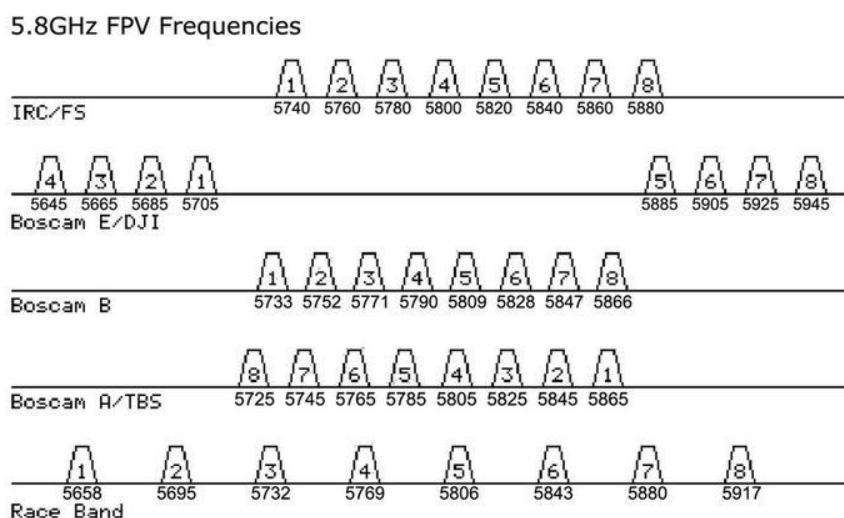 5.8GHz FPV Frequencies
1 2 3 4 5 6 7 8
5740 5760 5780 5800 5820 5840 5860 5880
IRC/FS
4 3 2 1 5 6 7 8
5645 5665 5685 5705 5885 5905 5925 5945
Boscam E/DJI
1 2 3 4 5 6 7 8
5733 5752 5771 5790 5809 5828 5847 5866
Boscam B
8 7 6 5 4 3 2 1
5725 5745 5765 5785 5805 5825 5845 5865
Boscam A/TBS
1 2 3 4 5 6 7 8
5658 5695 5732 5769 5806 5843 5880 5917
Race Band